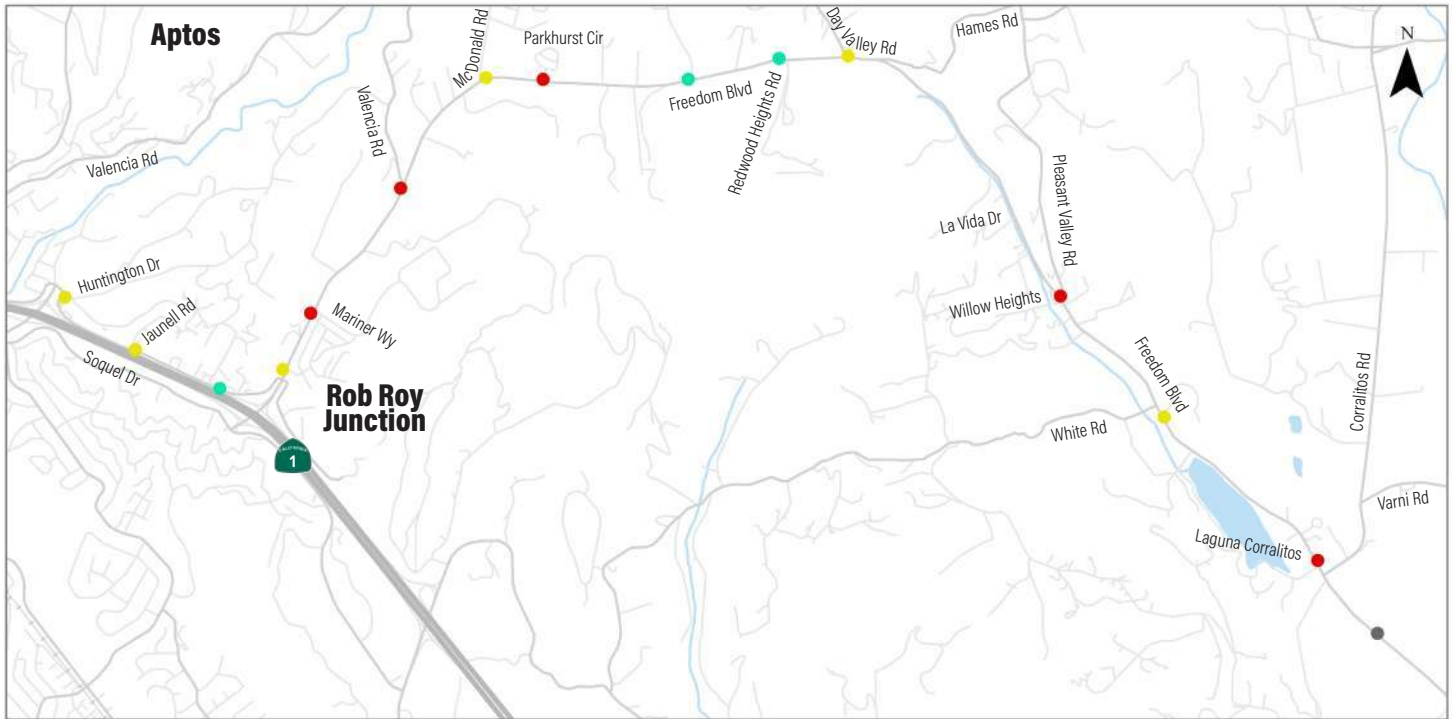 Aptos
McDonald Rd
Parkhurst Cir
Day Valley Rd
Hames Rd
N
Valencia Rd
Freedom Blvd
Redwood Heights Rd
Valencia Rd
Pleasant Valley Rd
La Vida Dr
Huntington Dr
Jaunell Rd
Mariner Wy
Willow Heights
Soquel Dr
Freedom Blvd
Corralitos Rd
Rob Roy
Junction
White Rd
CALIFORNIA
1
Varni Rd
Laguna Corralitos